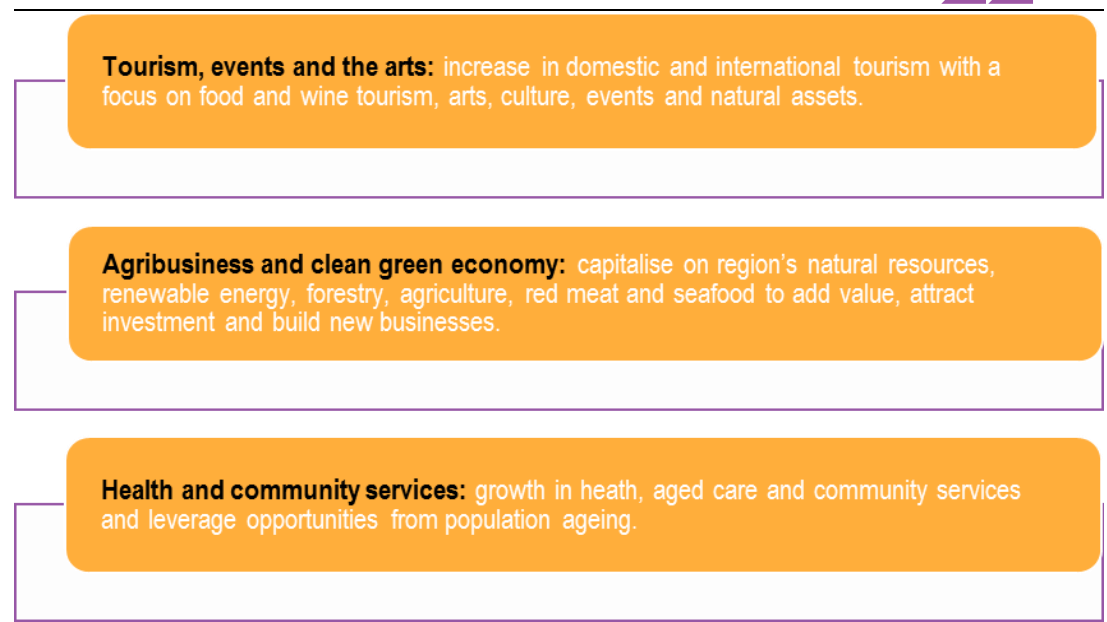 Tourism, events and the arts: increase in domestic and international tourism with a
focus on food and wine tourism, arts, culture, events and natural assets.
Agribusiness and clean green economy: capitalise on region’s natural resources,
renewable energy, forestry, agriculture, red meat and seafood to add value, attract
investment and build new businesses.
Health and community services: growth in heath, aged care and community services
and leverage opportunities from population ageing.